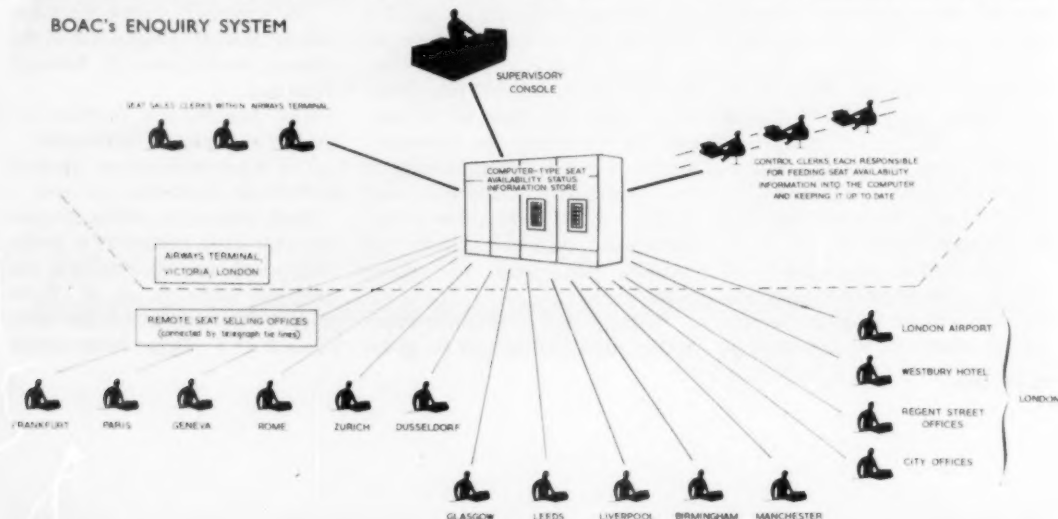 BOAC's ENQUIRY SYSTEM
SUPERVISORY
CONSOLE
SEAT SALES CLERKS WITHIN AIRWAYS TERMINAL
COMPUTER-TYPE SEAT
AVAILABILITY STATUS
INFORMATION STORE
CONTROL CLERKS EACH RESPONSIBLE
FOR FEEDING SEAT AVAILABILITY
INFORMATION INTO THE COMPUTER
AND KEEPING IT UP TO DATE
AIRWAYS TERMINAL,
VICTORIA, LONDON
REMOTE SEAT SELLING OFFICES
(connected by telegraph tie lines)
FRANKFURT
PARIS
GENEVA
ROME
ZURICH
DUSSELDORF
GLASGOW
LEEDS
LIVERPOOL
BIRMINGHAM
MANCHESTER
LONDON AIRPORT
WESTBURY HOTEL
REGENT STREET
OFFICES
CITY OFFICES
LONDON